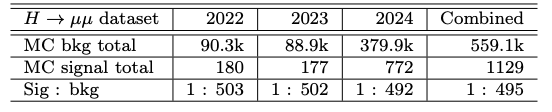 H → μμ dataset 2022 2023 2024 Combined
MC bkg total 90.3k 88.9k 379.9k 559.1k
MC signal total 180 177 772 1129
Sig : bkg 1 : 503 1 : 502 1 : 492 1 : 495